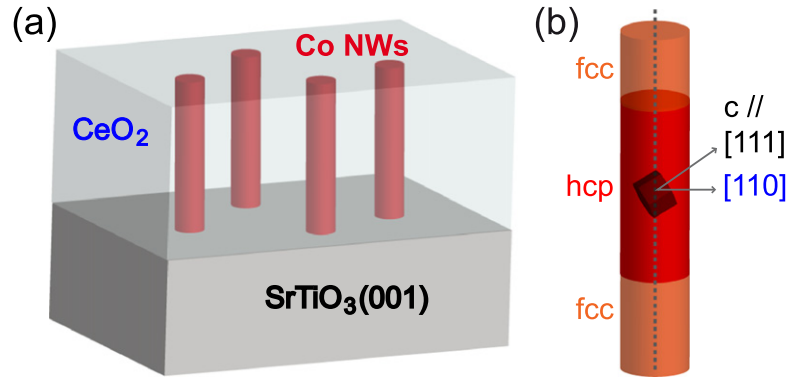 (a)
Co NWs
CeO₂
SrTiO₃(001)
(b)
fcc
c //
[111]
hcp
[110]
fcc